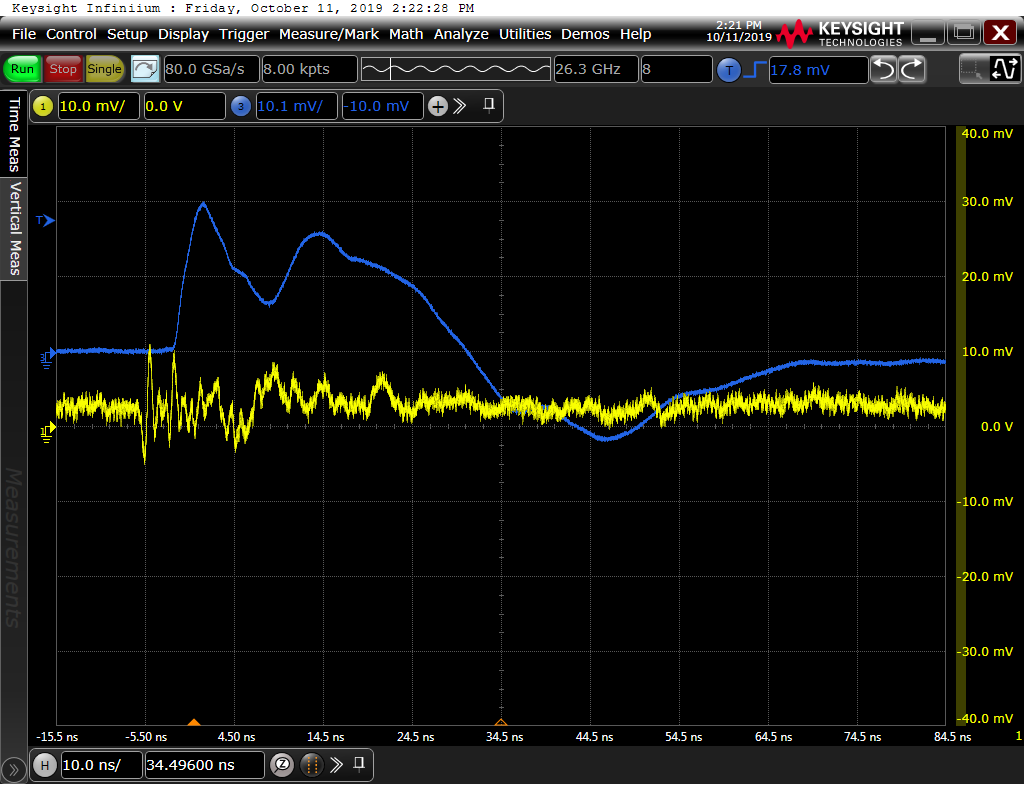 Keysight Infiniium : Friday, October 11, 2019 2:22:28 PM
File Control Setup Display Trigger Measure/Mark Math Analyze Utilities Demos Help
2:21 PM
10/11/2019
KEYSIGHT
TECHNOLOGIES
Run Stop Single 80.0 GSa/s 8.00 kpts 26.3 GHz 8 T 17.8 mV
1 10.0 mV/ 0.0 V 3 10.1 mV/ -10.0 mV
Time Meas
Vertical Meas
Measurements
T
40.0 mV
30.0 mV
20.0 mV
10.0 mV
0.0 V
-10.0 mV
-20.0 mV
-30.0 mV
-40.0 mV
-15.5 ns -5.50 ns 4.50 ns 14.5 ns 24.5 ns 34.5 ns 44.5 ns 54.5 ns 64.5 ns 74.5 ns 84.5 ns 1
H 10.0 ns/ 34.49600 ns Z